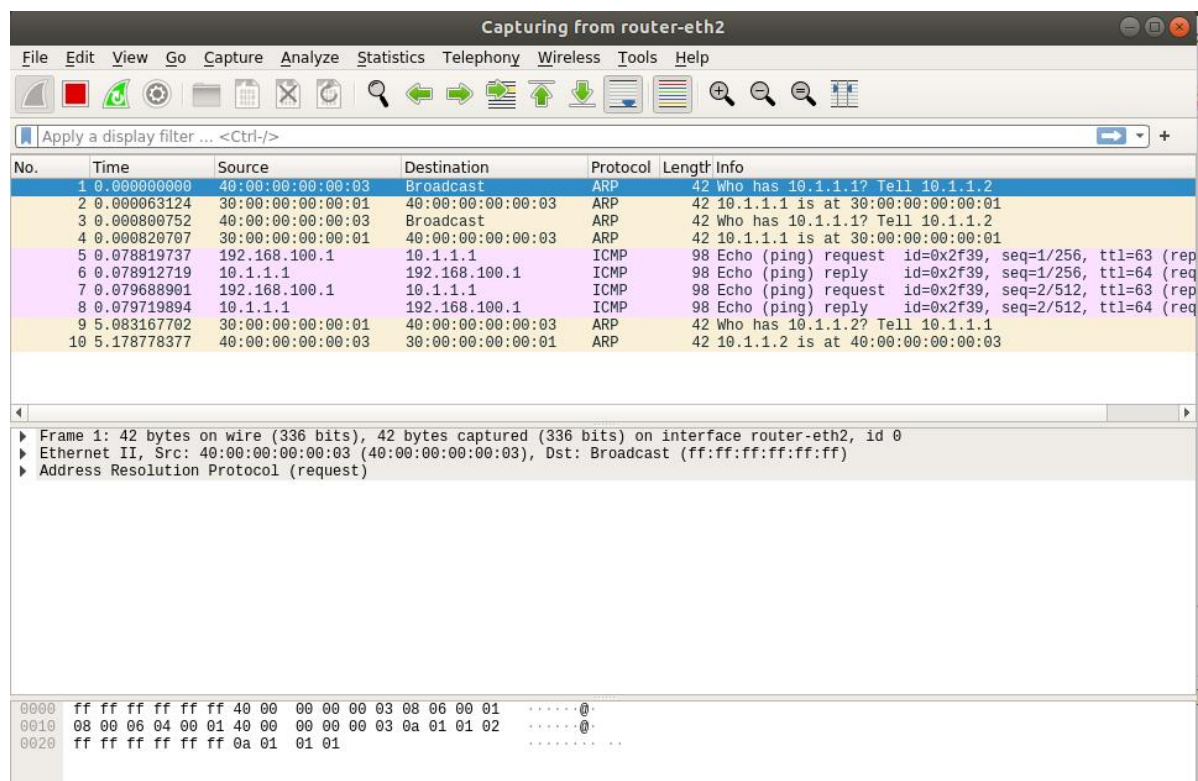 Capturing from router-eth2
File Edit View Go Capture Analyze Statistics Telephony Wireless Tools Help
Apply a display filter ... <Ctrl-/>
No. Time Source Destination Protocol Length Info
1 0.000000000 40:00:00:00:00:03 Broadcast ARP 42 Who has 10.1.1.1? Tell 10.1.1.2
2 0.000063124 30:00:00:00:00:01 40:00:00:00:00:03 ARP 42 10.1.1.1 is at 30:00:00:00:00:01
3 0.000800752 40:00:00:00:00:03 Broadcast ARP 42 Who has 10.1.1.1? Tell 10.1.1.2
4 0.000820707 30:00:00:00:00:01 40:00:00:00:00:03 ARP 42 10.1.1.1 is at 30:00:00:00:00:01
5 0.078819737 192.168.100.1 10.1.1.1 ICMP 98 Echo (ping) request id=0x2f39, seq=1/256, ttl=63 (rep
6 0.078912719 10.1.1.1 192.168.100.1 ICMP 98 Echo (ping) reply id=0x2f39, seq=1/256, ttl=64 (req
7 0.079688901 192.168.100.1 10.1.1.1 ICMP 98 Echo (ping) request id=0x2f39, seq=2/512, ttl=63 (rep
8 0.079719894 10.1.1.1 192.168.100.1 ICMP 98 Echo (ping) reply id=0x2f39, seq=2/512, ttl=64 (req
9 5.083167702 30:00:00:00:00:01 40:00:00:00:00:03 ARP 42 Who has 10.1.1.2? Tell 10.1.1.1
10 5.178778377 40:00:00:00:00:03 30:00:00:00:00:01 ARP 42 10.1.1.2 is at 40:00:00:00:00:03
Frame 1: 42 bytes on wire (336 bits), 42 bytes captured (336 bits) on interface router-eth2, id 0
Ethernet II, Src: 40:00:00:00:00:03 (40:00:00:00:00:03), Dst: Broadcast (ff:ff:ff:ff:ff:ff)
Address Resolution Protocol (request)
0000 ff ff ff ff ff ff 40 00 00 00 00 03 08 06 00 01 ······@·
0010 08 00 06 04 00 01 40 00 00 00 00 03 0a 01 01 02 ······@·
0020 ff ff ff ff ff ff 0a 01 01 01 ········ ··